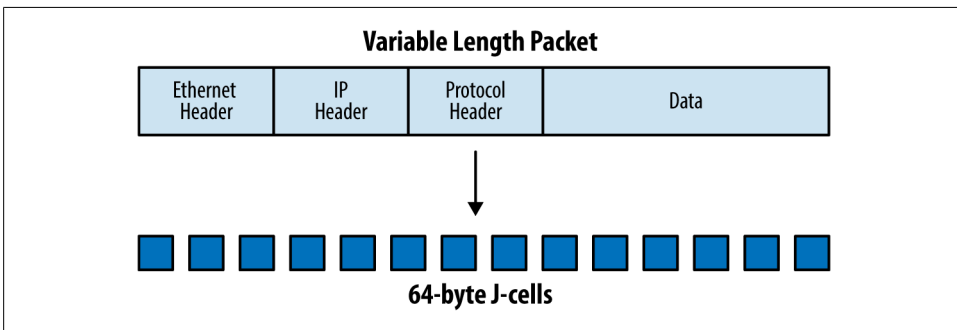 Variable Length Packet
Ethernet
Header
IP
Header
Protocol
Header
Data
64-byte J-cells